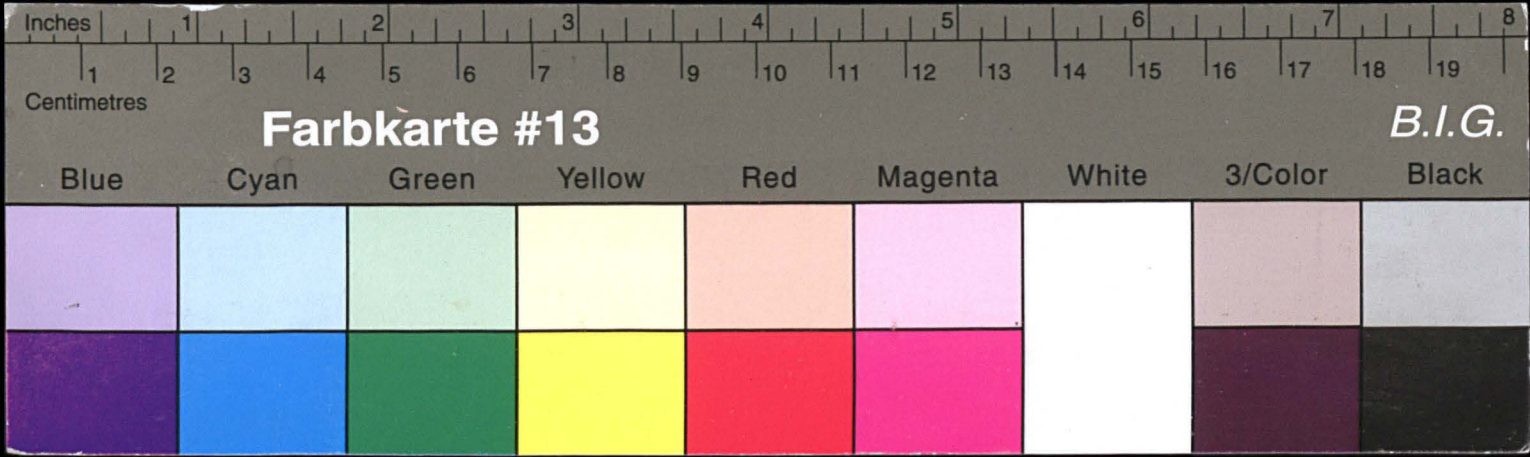 Inches 1 2 3 4 5 6 7 8
1 2 3 4 5 6 7 8 9 10 11 12 13 14 15 16 17 18 19
Centimetres
Farbkarte #13 B.I.G.
Blue Cyan Green Yellow Red Magenta White 3/Color Black